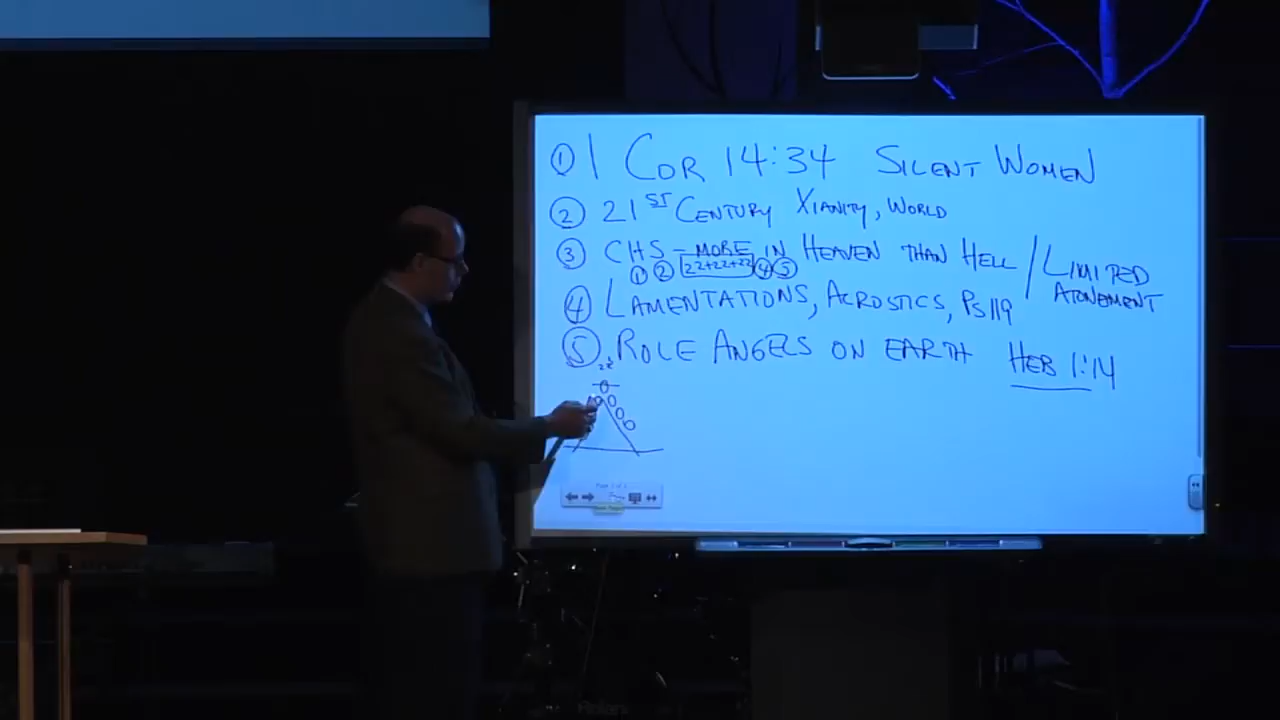 ① 1 COR 14:34 SILENT WOMEN
② 21ST CENTURY XIANITY, WORLD
③ CHS - MORE IN HEAVEN THAN HELL / LIMITED ATONEMENT
① ② 22+22+22 ④ ⑤
④ LAMENTATIONS, ACROSTICS, PS 119
⑤ ROLE ANGELS ON EARTH HEB 1:14
22